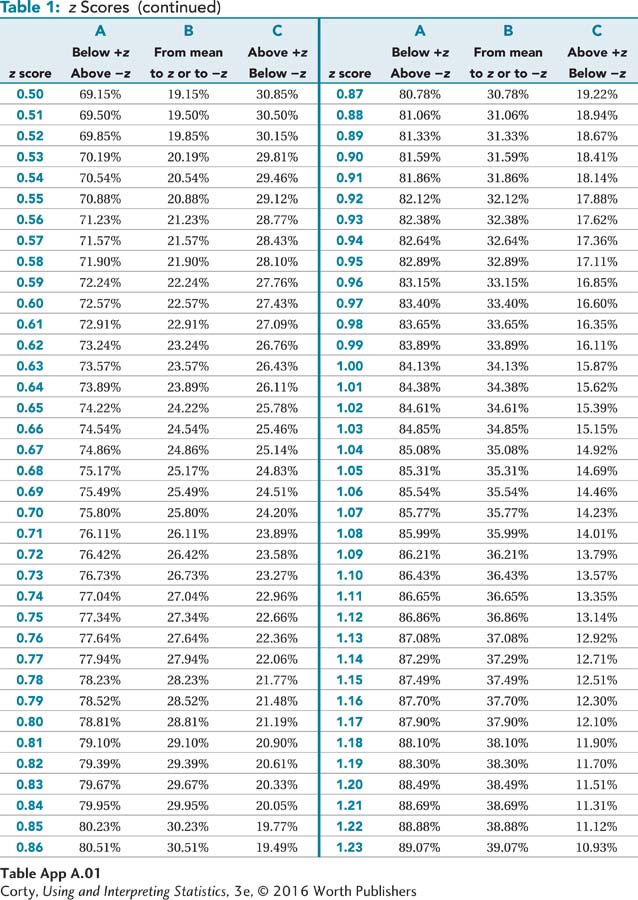 Table 1: z Scores (continued)
A B C A B C
Below +z From mean Above +z Below +z From mean Above +z
z score Above −z to z or to −z Below −z z score Above −z to z or to −z Below −z
0.50 69.15% 19.15% 30.85% 0.87 80.78% 30.78% 19.22%
0.51 69.50% 19.50% 30.50% 0.88 81.06% 31.06% 18.94%
0.52 69.85% 19.85% 30.15% 0.89 81.33% 31.33% 18.67%
0.53 70.19% 20.19% 29.81% 0.90 81.59% 31.59% 18.41%
0.54 70.54% 20.54% 29.46% 0.91 81.86% 31.86% 18.14%
0.55 70.88% 20.88% 29.12% 0.92 82.12% 32.12% 17.88%
0.56 71.23% 21.23% 28.77% 0.93 82.38% 32.38% 17.62%
0.57 71.57% 21.57% 28.43% 0.94 82.64% 32.64% 17.36%
0.58 71.90% 21.90% 28.10% 0.95 82.89% 32.89% 17.11%
0.59 72.24% 22.24% 27.76% 0.96 83.15% 33.15% 16.85%
0.60 72.57% 22.57% 27.43% 0.97 83.40% 33.40% 16.60%
0.61 72.91% 22.91% 27.09% 0.98 83.65% 33.65% 16.35%
0.62 73.24% 23.24% 26.76% 0.99 83.89% 33.89% 16.11%
0.63 73.57% 23.57% 26.43% 1.00 84.13% 34.13% 15.87%
0.64 73.89% 23.89% 26.11% 1.01 84.38% 34.38% 15.62%
0.65 74.22% 24.22% 25.78% 1.02 84.61% 34.61% 15.39%
0.66 74.54% 24.54% 25.46% 1.03 84.85% 34.85% 15.15%
0.67 74.86% 24.86% 25.14% 1.04 85.08% 35.08% 14.92%
0.68 75.17% 25.17% 24.83% 1.05 85.31% 35.31% 14.69%
0.69 75.49% 25.49% 24.51% 1.06 85.54% 35.54% 14.46%
0.70 75.80% 25.80% 24.20% 1.07 85.77% 35.77% 14.23%
0.71 76.11% 26.11% 23.89% 1.08 85.99% 35.99% 14.01%
0.72 76.42% 26.42% 23.58% 1.09 86.21% 36.21% 13.79%
0.73 76.73% 26.73% 23.27% 1.10 86.43% 36.43% 13.57%
0.74 77.04% 27.04% 22.96% 1.11 86.65% 36.65% 13.35%
0.75 77.34% 27.34% 22.66% 1.12 86.86% 36.86% 13.14%
0.76 77.64% 27.64% 22.36% 1.13 87.08% 37.08% 12.92%
0.77 77.94% 27.94% 22.06% 1.14 87.29% 37.29% 12.71%
0.78 78.23% 28.23% 21.77% 1.15 87.49% 37.49% 12.51%
0.79 78.52% 28.52% 21.48% 1.16 87.70% 37.70% 12.30%
0.80 78.81% 28.81% 21.19% 1.17 87.90% 37.90% 12.10%
0.81 79.10% 29.10% 20.90% 1.18 88.10% 38.10% 11.90%
0.82 79.39% 29.39% 20.61% 1.19 88.30% 38.30% 11.70%
0.83 79.67% 29.67% 20.33% 1.20 88.49% 38.49% 11.51%
0.84 79.95% 29.95% 20.05% 1.21 88.69% 38.69% 11.31%
0.85 80.23% 30.23% 19.77% 1.22 88.88% 38.88% 11.12%
0.86 80.51% 30.51% 19.49% 1.23 89.07% 39.07% 10.93%
Table App A.01
Corty, Using and Interpreting Statistics, 3e, © 2016 Worth Publishers